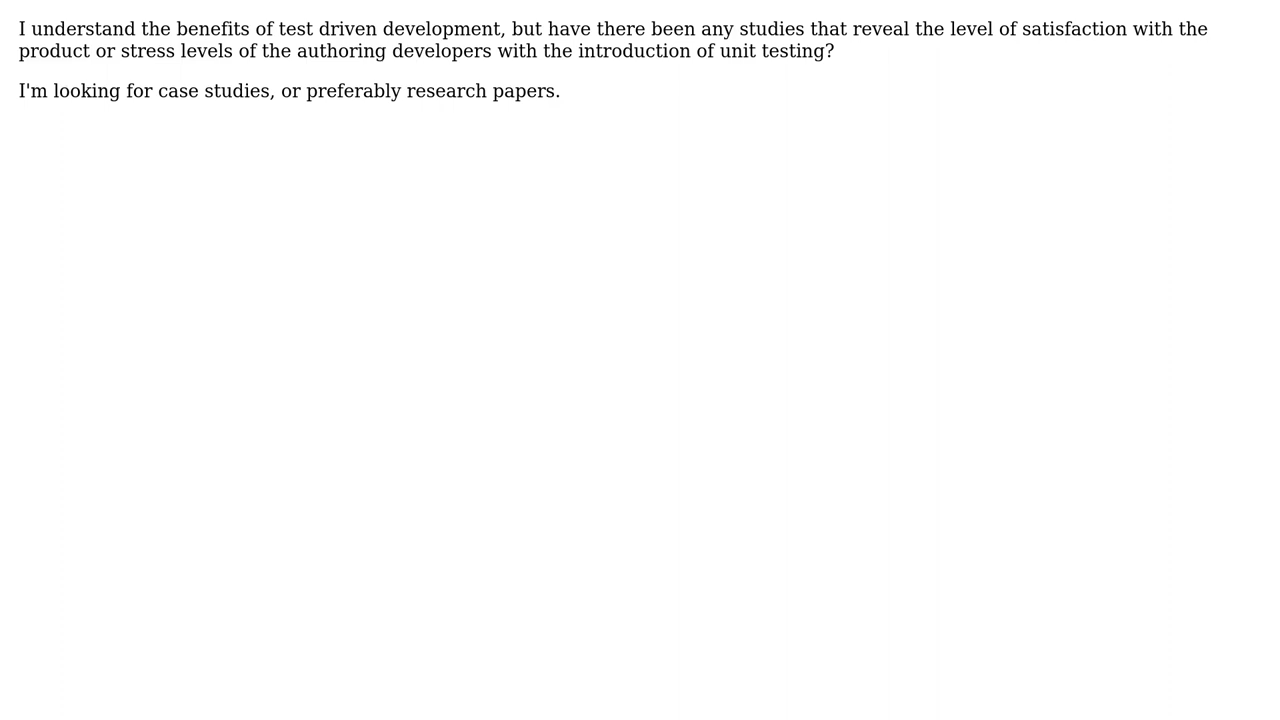 I understand the benefits of test driven development, but have there been any studies that reveal the level of satisfaction with the
product or stress levels of the authoring developers with the introduction of unit testing?
I'm looking for case studies, or preferably research papers.